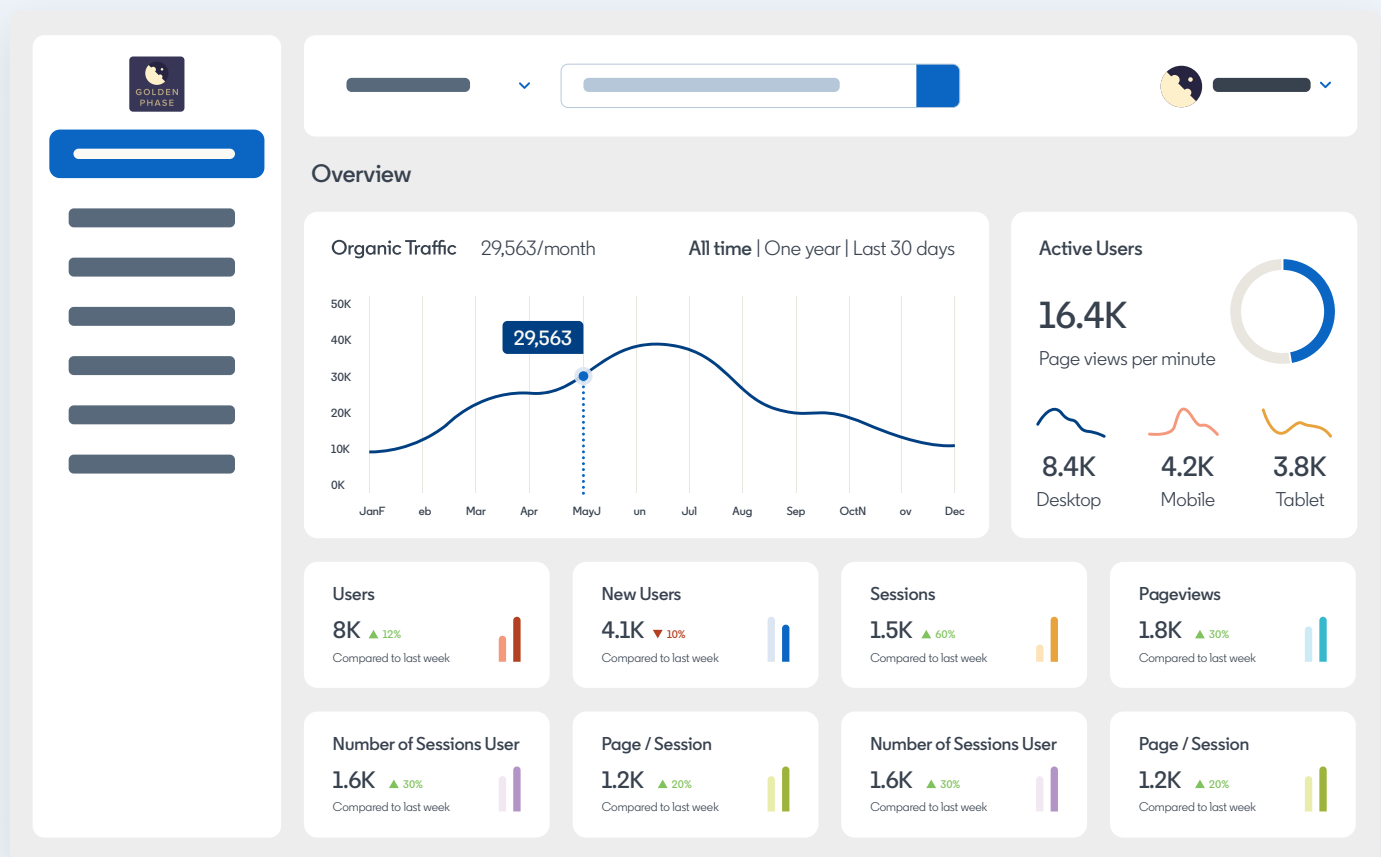 GOLDEN
PHASE
Overview
Organic Traffic 29,563/month All time | One year | Last 30 days
50K
40K
30K
20K
10K
0K
29,563
JanF eb Mar Apr MayJ un Jul Aug Sep OctN ov Dec
Active Users
16.4K
Page views per minute
8.4K 4.2K 3.8K
Desktop Mobile Tablet
Users
8K ▲ 12%
Compared to last week
New Users
4.1K ▼ 10%
Compared to last week
Sessions
1.5K ▲ 60%
Compared to last week
Pageviews
1.8K ▲ 30%
Compared to last week
Number of Sessions User
1.6K ▲ 30%
Compared to last week
Page / Session
1.2K ▲ 20%
Compared to last week
Number of Sessions User
1.6K ▲ 30%
Compared to last week
Page / Session
1.2K ▲ 20%
Compared to last week